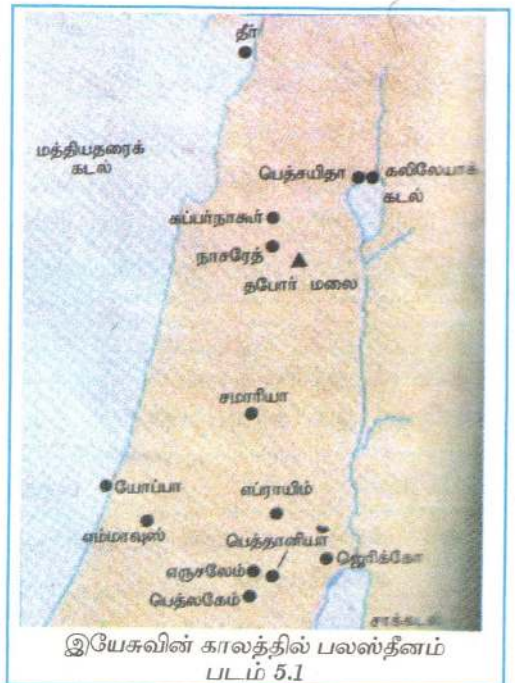 தீர்
மத்தியதரைக்
கடல்
பெத்சயிதா
கலிலேயாக்
கடல்
கப்பர்நாகூர்
நாசரேத்
தபோர் மலை
சமாரியா
யோப்பா
எப்ராயிம்
எம்மாவுஸ்
பெத்தானியா
ஜெரிக்கோ
எருசலேம்
பெத்லகேம்
சாக்கடல்
இயேசுவின் காலத்தில் பலஸ்தீனம்
படம் 5.1